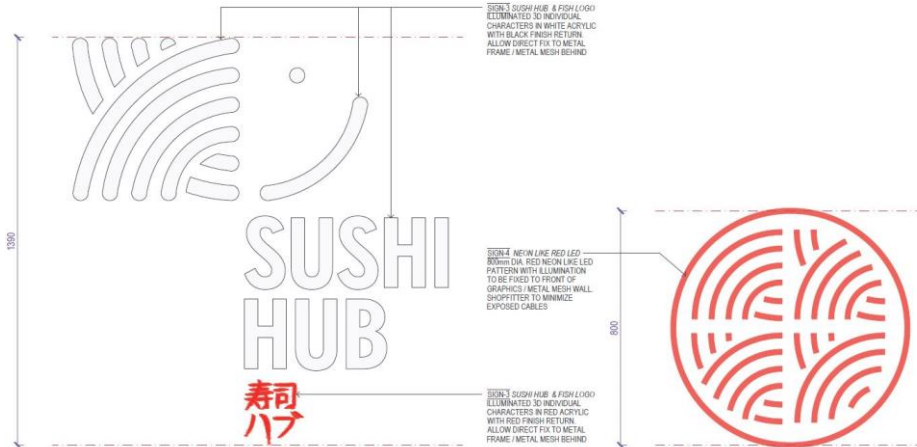 SIGN-3 SUSHI HUB & FISH LOGO
ILLUMINATED 3D INDIVIDUAL
CHARACTERS IN WHITE ACRYLIC
WITH BLACK FINISH RETURN.
ALLOW DIRECT FIX TO METAL
FRAME / METAL MESH BEHIND
1390
SUSHI
HUB
寿司
ハブ
SIGN-4 NEON LIKE RED LED
800mm DIA. RED NEON LIKE LED
PATTERN WITH ILLUMINATION
TO BE FIXED TO FRONT OF
GRAPHICS / METAL MESH WALL.
SHOPFITTER TO MINIMIZE
EXPOSED CABLES
800
SIGN-3 SUSHI HUB & FISH LOGO
ILLUMINATED 3D INDIVIDUAL
CHARACTERS IN RED ACRYLIC
WITH RED FINISH RETURN.
ALLOW DIRECT FIX TO METAL
FRAME / METAL MESH BEHIND